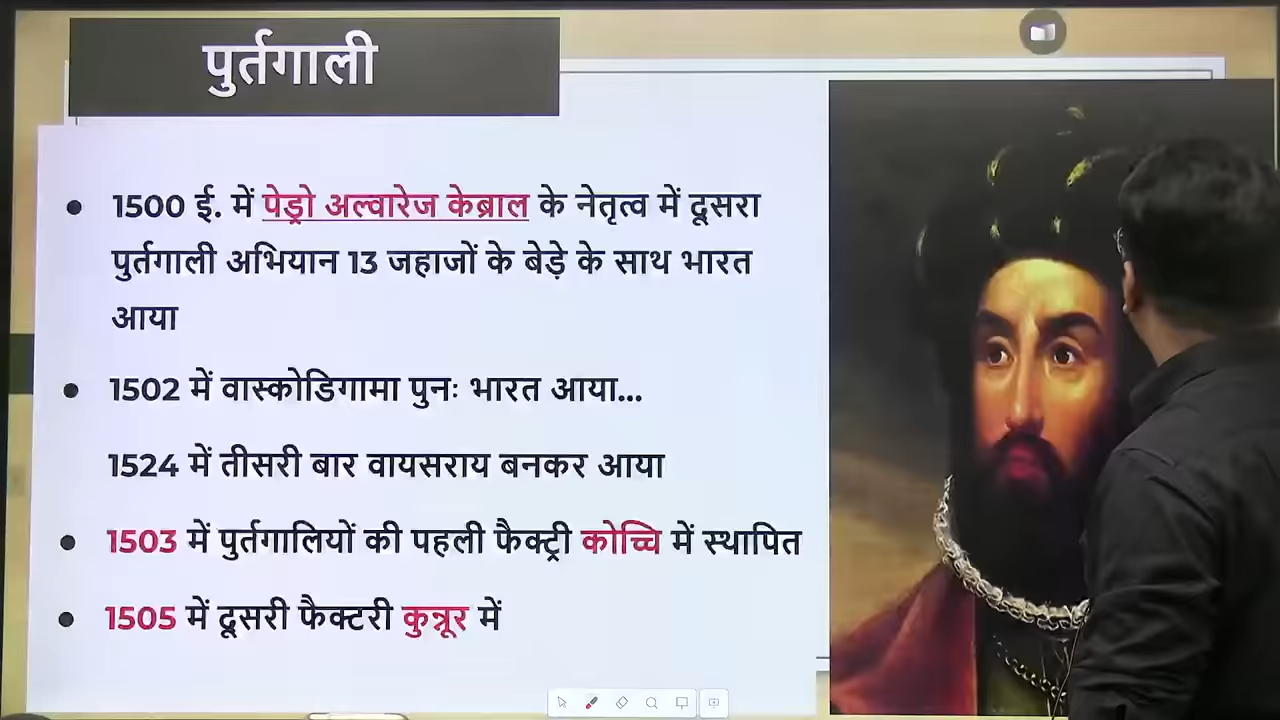 पुर्तगाली
1500 ई. में पेड्रो अल्वारेज केब्राल के नेतृत्व में दूसरा
पुर्तगाली अभियान 13 जहाजों के बेड़े के साथ भारत
आया
1502 में वास्कोडिगामा पुनः भारत आया...
1524 में तीसरी बार वायसराय बनकर आया
1503 में पुर्तगालियों की पहली फैक्ट्री कोच्चि में स्थापित
1505 में दूसरी फैक्टरी कुन्नूर में